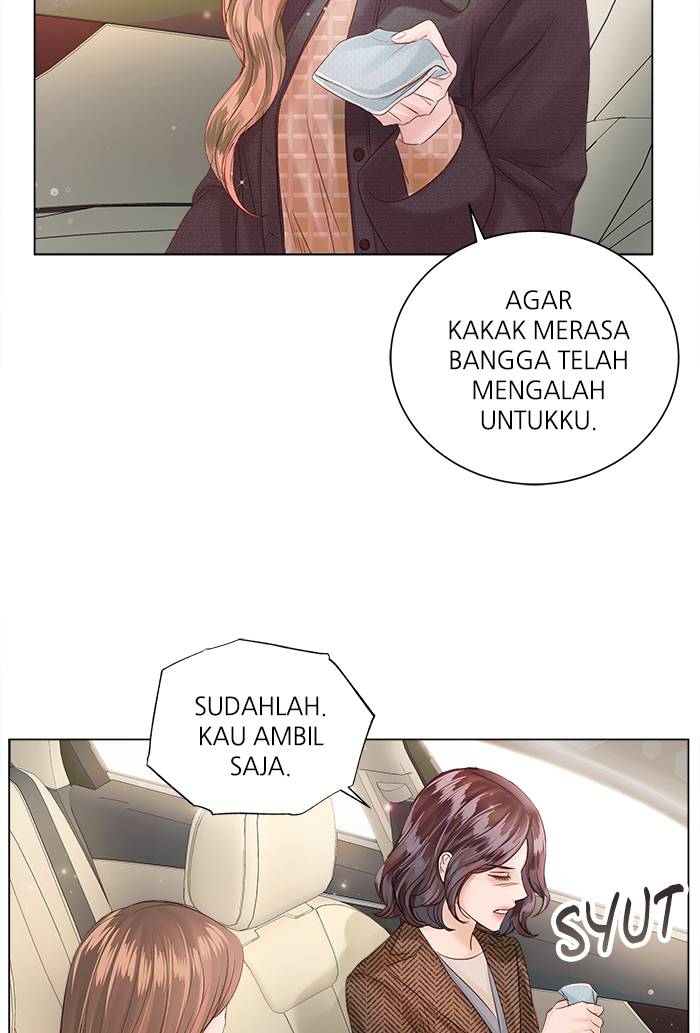 AGAR
KAKAK MERASA
BANGGA TELAH
MENGALAH
UNTUKKU.
SUDAHLAH.
KAU AMBIL
SAJA.
SYUT